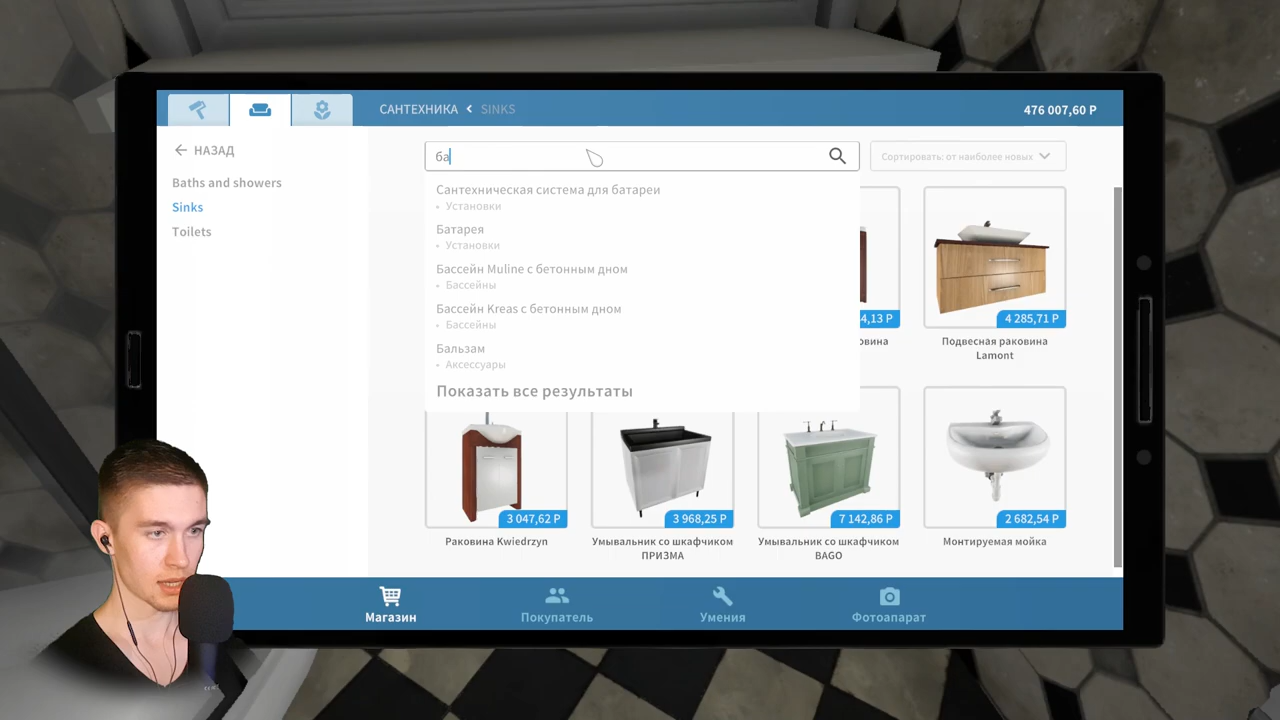 САНТЕХНИКА < SINKS
476 007,60 Р
НАЗАД
ба
Сортировать: от наиболее новых
Baths and showers
Sinks
Toilets
Сантехническая система для батареи
• Установки
Батарея
• Установки
Бассейн Muline с бетонным дном
• Бассейны
Бассейн Kreas с бетонным дном
• Бассейны
Бальзам
• Аксессуары
Показать все результаты
4,13 Р
4 285,71 Р
овина
Подвесная раковина
Lamont
3 047,62 Р
3 968,25 Р
7 142,86 Р
2 682,54 Р
Раковина Kwiedrzyn
Умывальник со шкафчиком
ПРИЗМА
Умывальник со шкафчиком
BAGO
Монтируемая мойка
Магазин
Покупатель
Умения
Фотоапарат